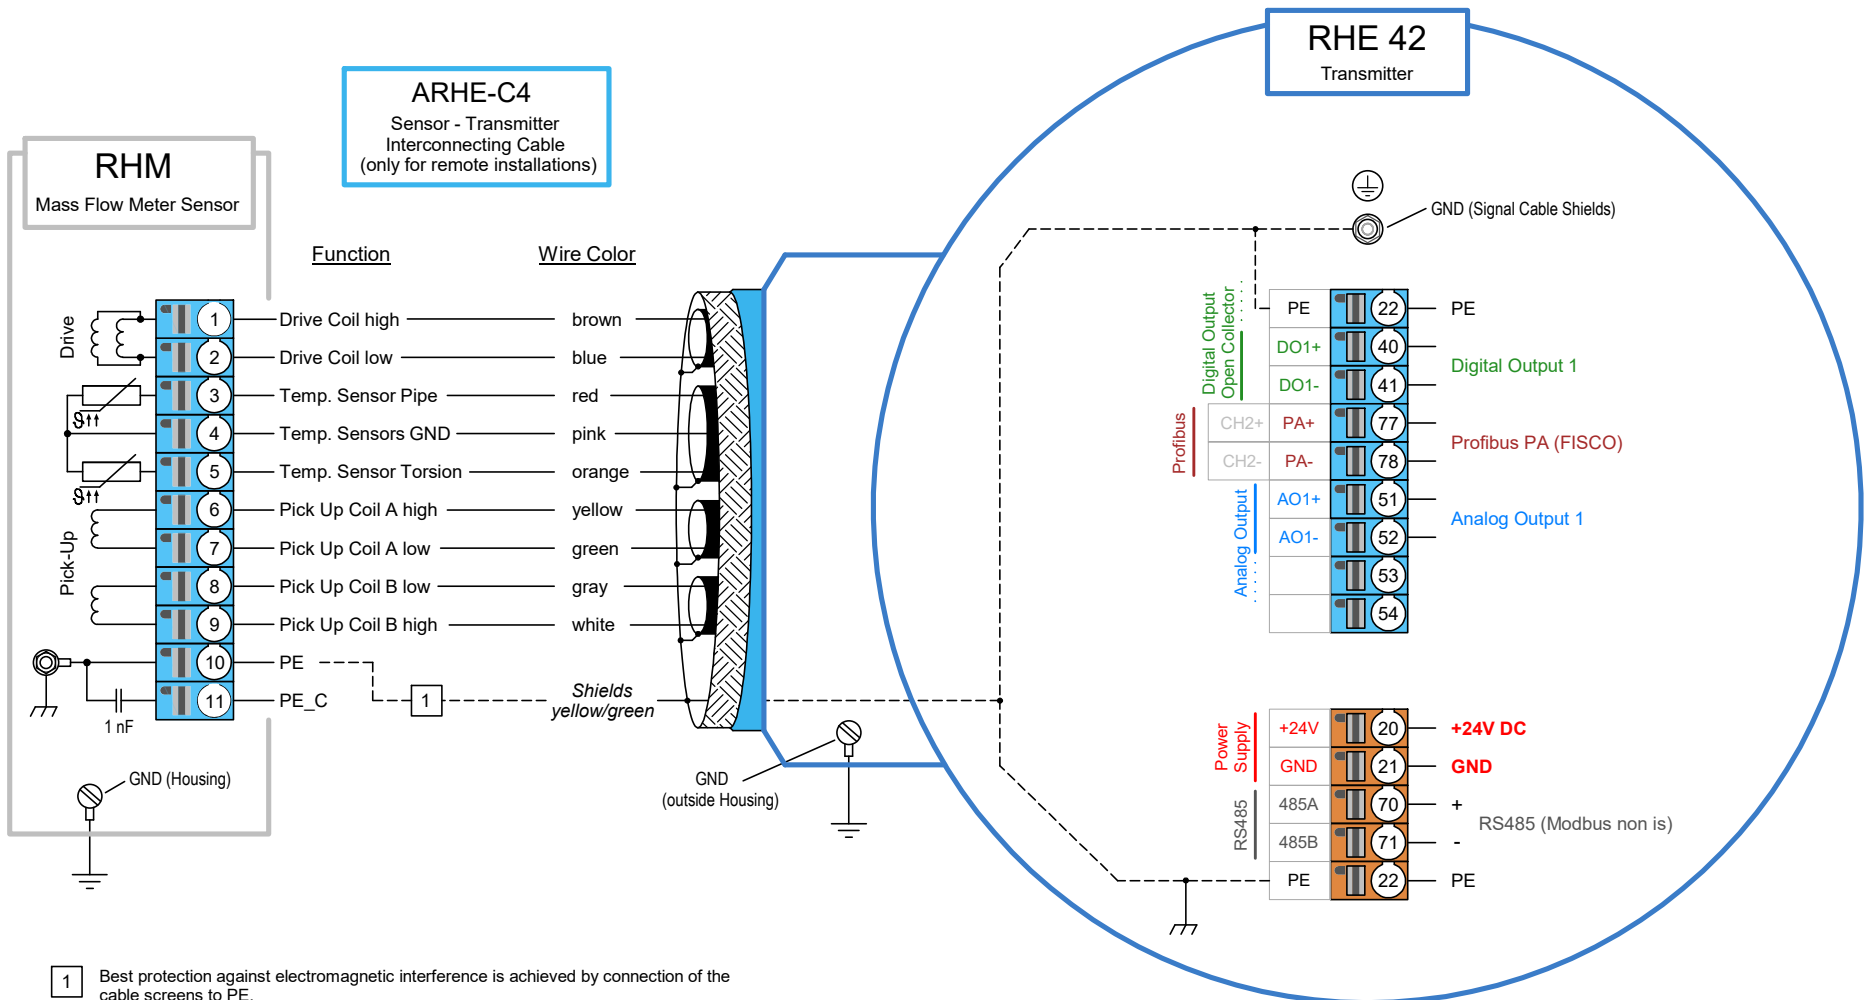 RHE 42
Transmitter
ARHE-C4
Sensor - Transmitter
Interconnecting Cable
(only for remote installations)
RHM
Mass Flow Meter Sensor
GND (Signal Cable Shields)
Function
Wire Color
Drive
1 Drive Coil high brown
2 Drive Coil low blue
3 Temp. Sensor Pipe red
ϑ↑↑
4 Temp. Sensors GND pink
5 Temp. Sensor Torsion orange
ϑ↑↑
Pick-Up
6 Pick Up Coil A high yellow
7 Pick Up Coil A low green
8 Pick Up Coil B low gray
9 Pick Up Coil B high white
10 PE
11 PE_C
1 nF
1
Shields
yellow/green
GND (Housing)
GND
(outside Housing)
Digital Output
Open Collector
PE 22 PE
DO1+ 40
Digital Output 1
DO1- 41
Profibus
CH2+ PA+ 77
Profibus PA (FISCO)
CH2- PA- 78
Analog Output
AO1+ 51
Analog Output 1
AO1- 52
53
54
Power
Supply
+24V 20 +24V DC
GND 21 GND
RS485
485A 70 +
RS485 (Modbus non is)
485B 71 -
PE 22 PE
1 Best protection against electromagnetic interference is achieved by connection of the
cable screens to PE.